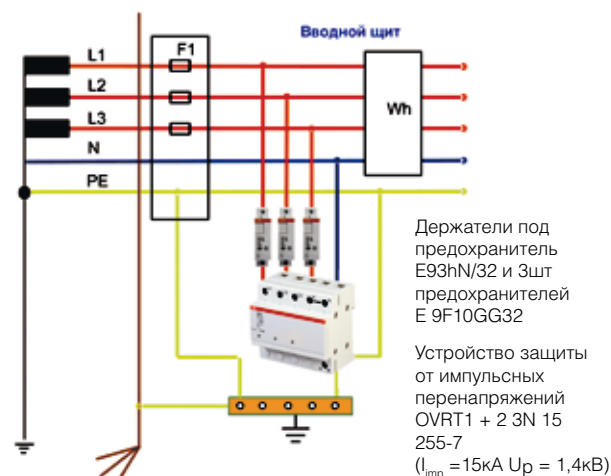 Вводной щит
F1
L1
L2
L3
N
PE
Wh
Держатели под
предохранитель
E93hN/32 и 3шт
предохранителей
E 9F10GG32
Устройство защиты
от импульсных
перенапряжений
OVRT1 + 2 3N 15
255-7
(I_imp =15кА Up = 1,4кВ)